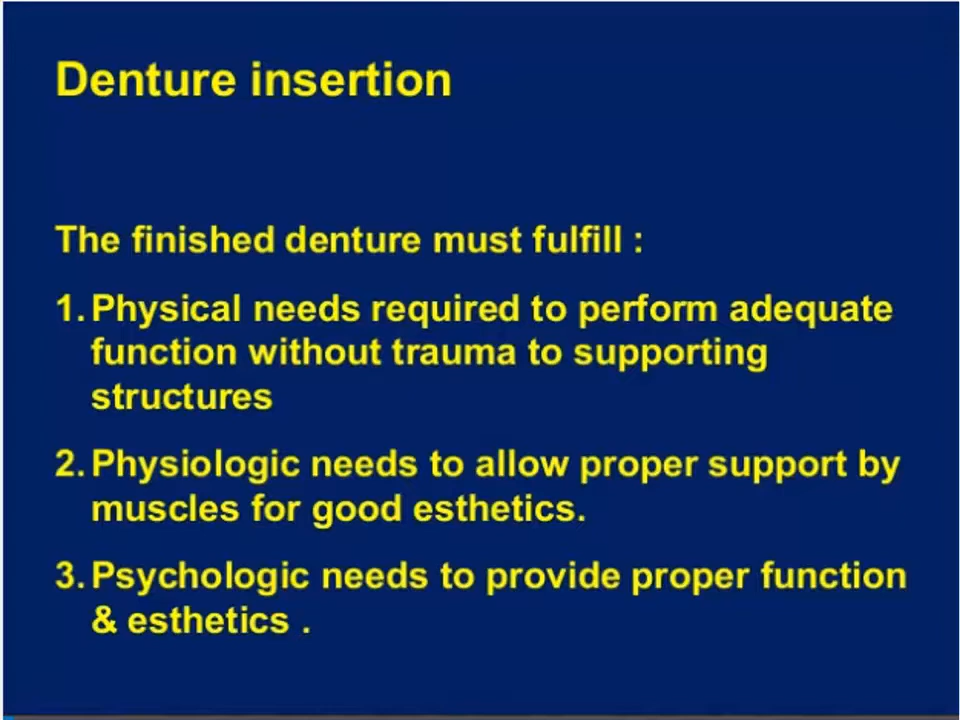 Denture insertion
The finished denture must fulfill :
1. Physical needs required to perform adequate
function without trauma to supporting
structures
2. Physiologic needs to allow proper support by
muscles for good esthetics.
3. Psychologic needs to provide proper function
& esthetics .